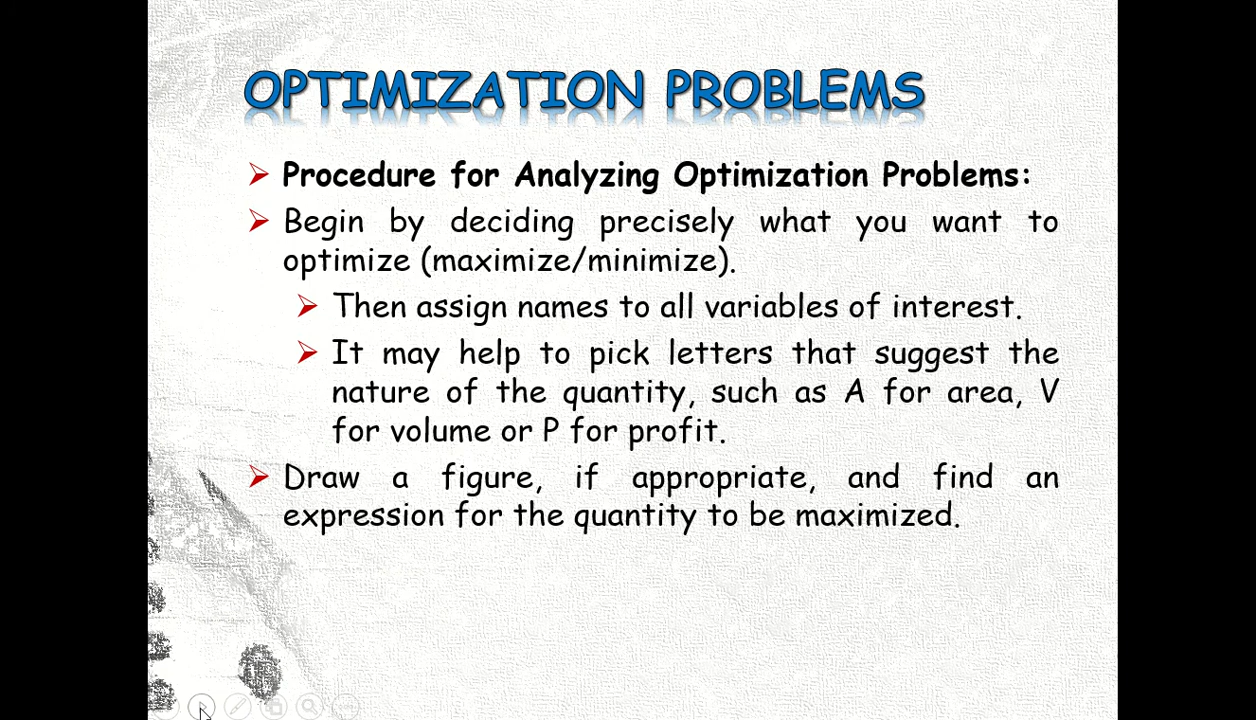 OPTIMIZATION PROBLEMS
Procedure for Analyzing Optimization Problems:
Begin by deciding precisely what you want to
optimize (maximize/minimize).
Then assign names to all variables of interest.
It may help to pick letters that suggest the
nature of the quantity, such as A for area, V
for volume or P for profit.
Draw a figure, if appropriate, and find an
expression for the quantity to be maximized.